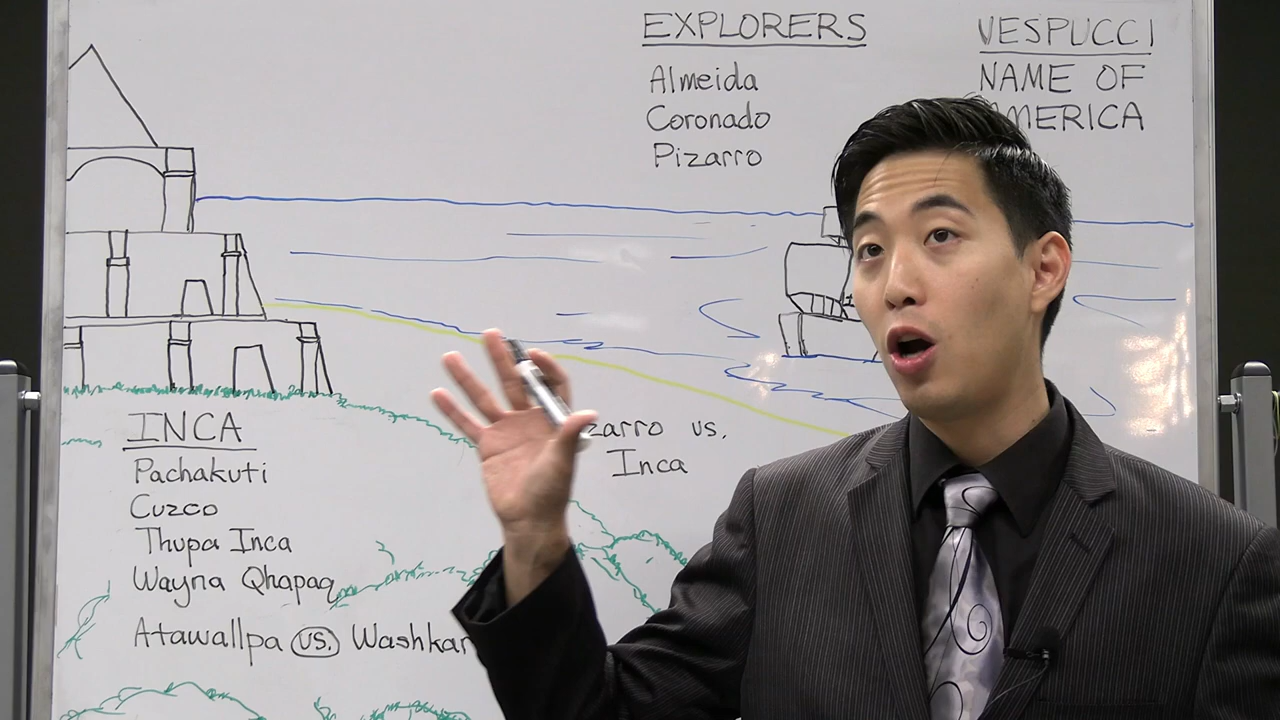 EXPLORERS
Almeida
Coronado
Pizarro
VESPUCCI
NAME OF
AMERICA
INCA
Pachakuti
Cuzco
Thupa Inca
Wayna Qhapaq
Atawallpa vs. Washkar
zarro vs.
Inca